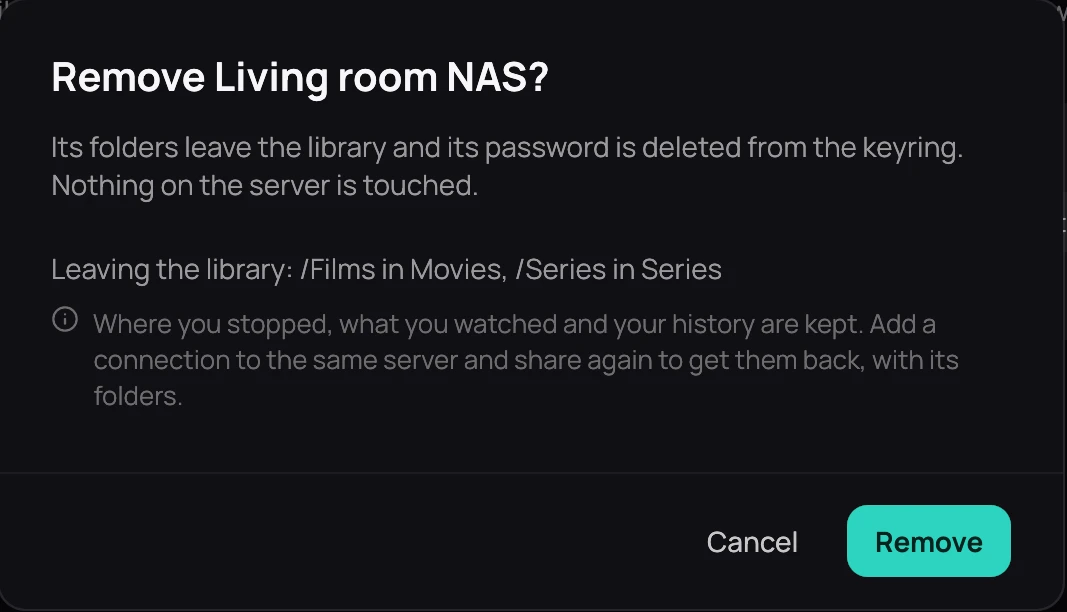 Remove Living room NAS?
Its folders leave the library and its password is deleted from the keyring.
Nothing on the server is touched.
Leaving the library: /Films in Movies, /Series in Series
Where you stopped, what you watched and your history are kept. Add a
connection to the same server and share again to get them back, with its
folders.
Cancel
Remove